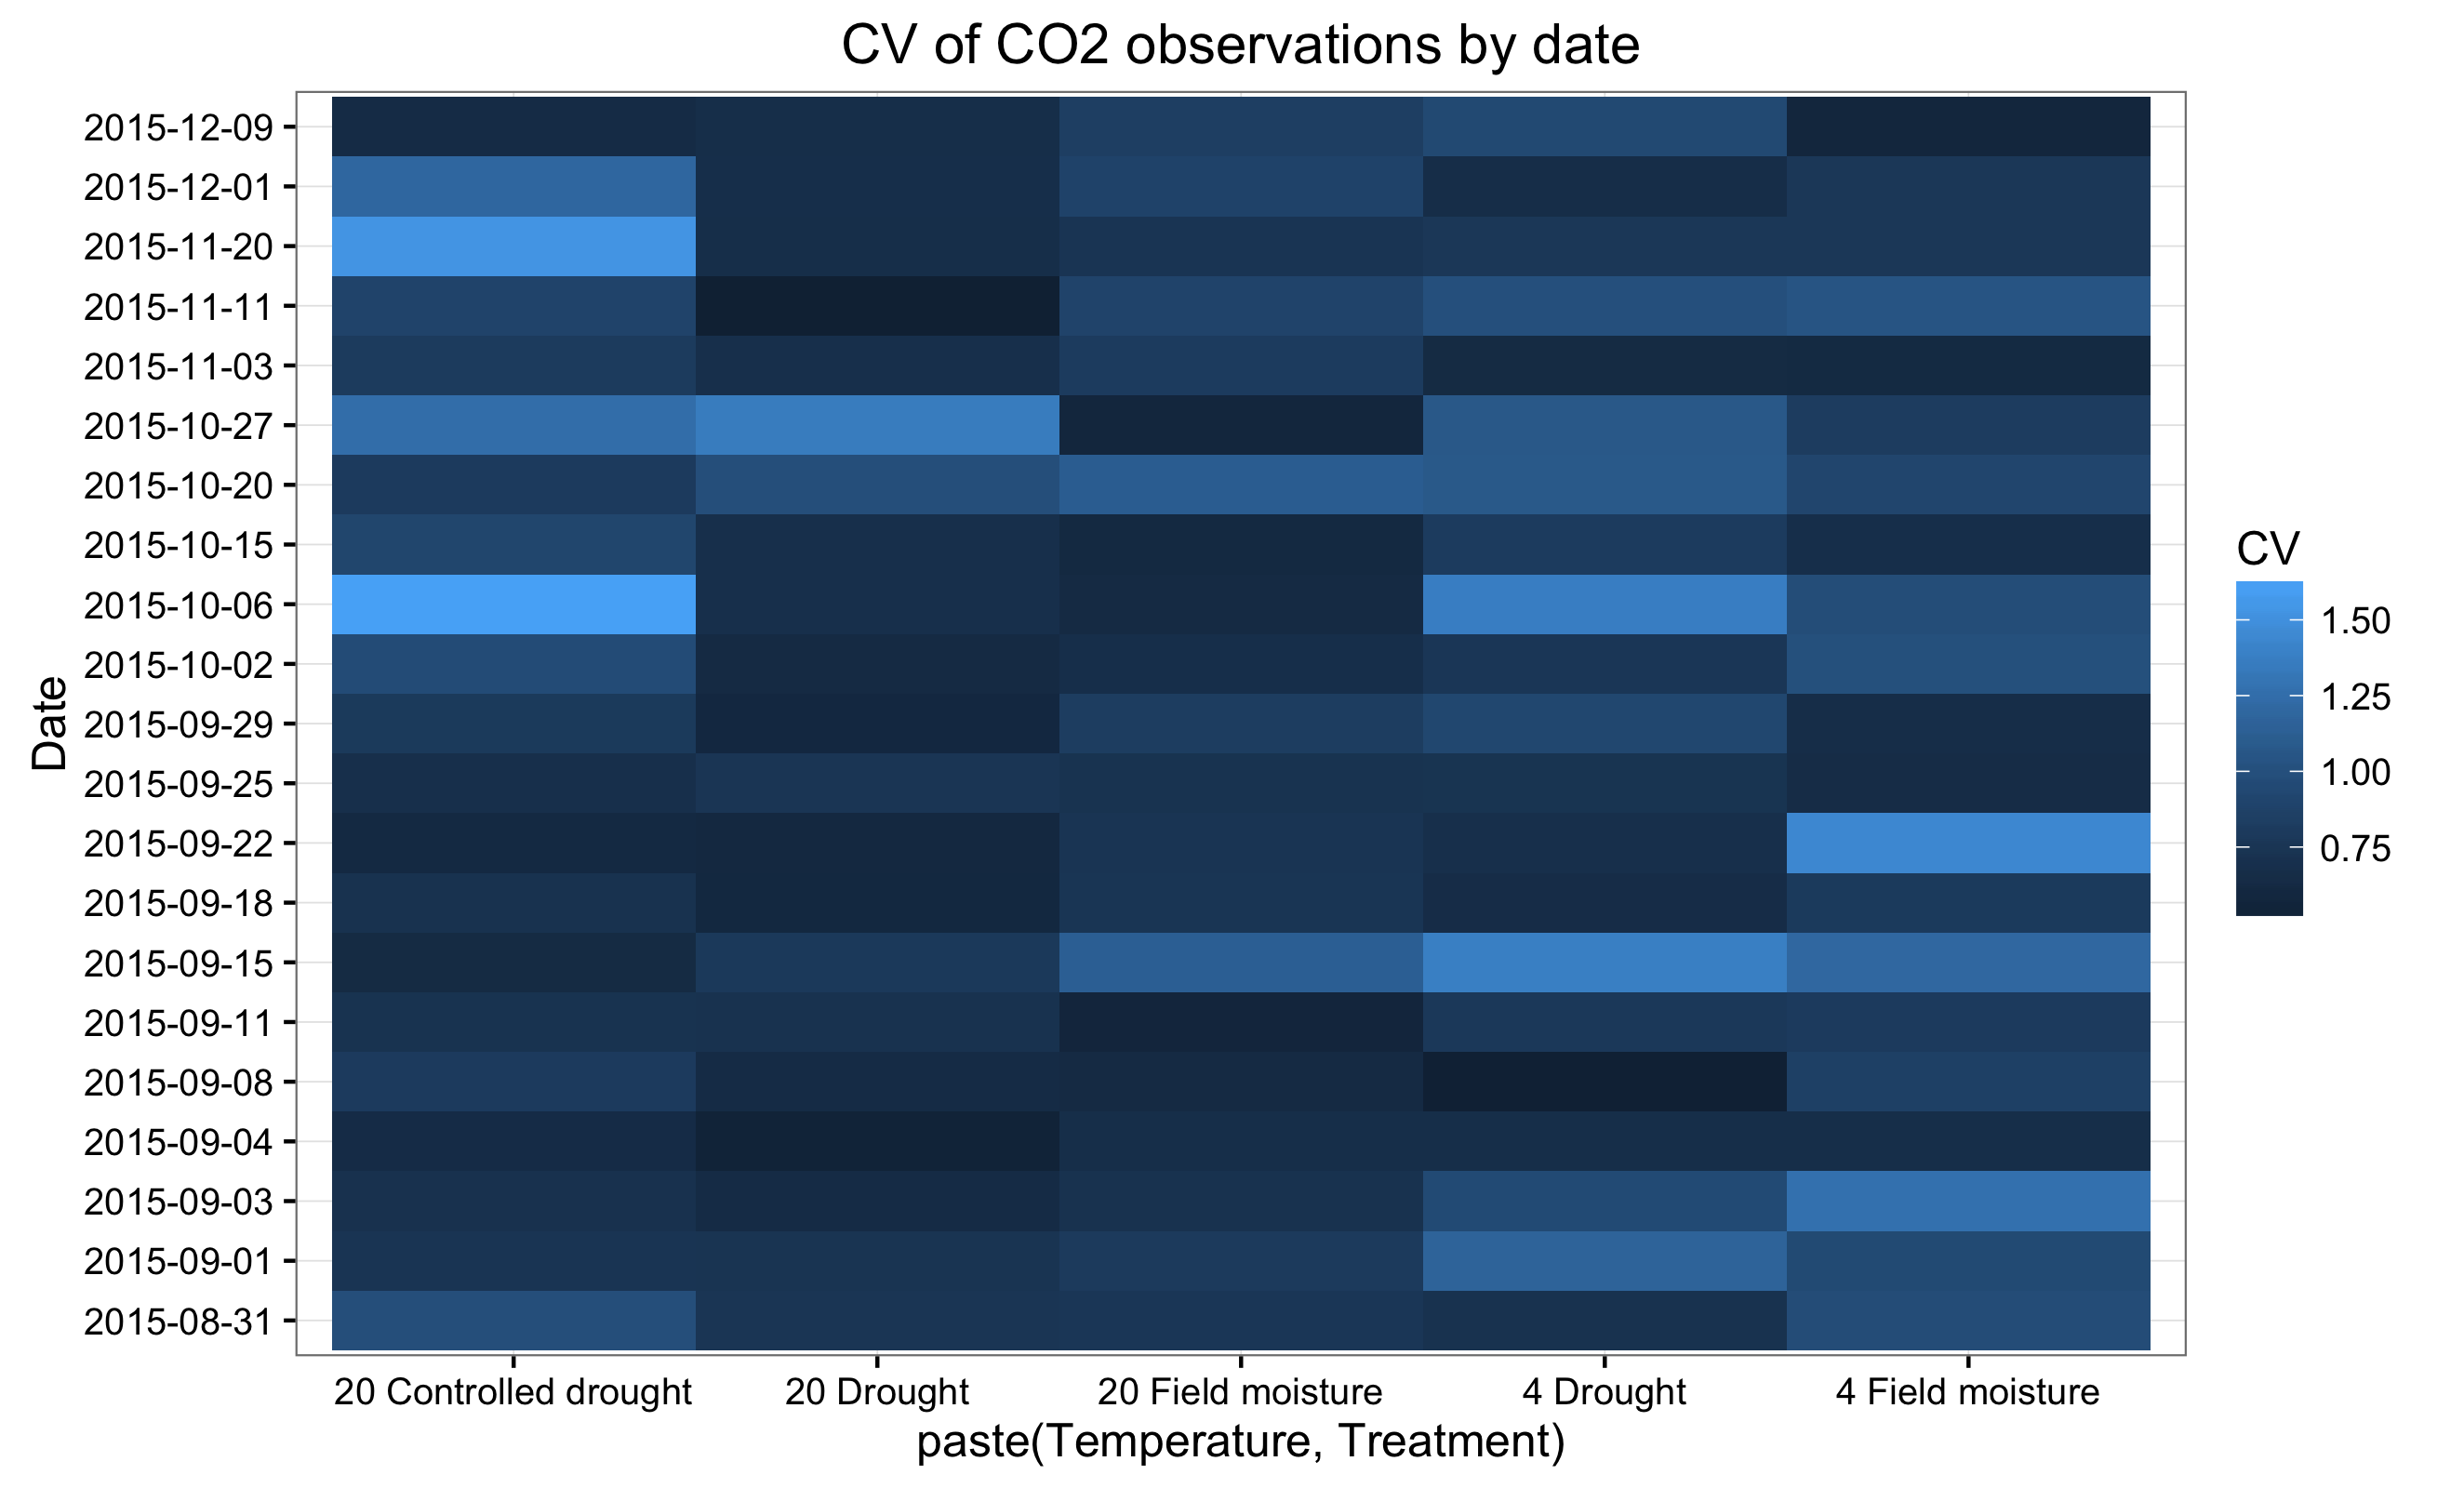 CV of CO2 observations by date
Date
2015-12-09
2015-12-01
2015-11-20
2015-11-11
2015-11-03
2015-10-27
2015-10-20
2015-10-15
2015-10-06
2015-10-02
2015-09-29
2015-09-25
2015-09-22
2015-09-18
2015-09-15
2015-09-11
2015-09-08
2015-09-04
2015-09-03
2015-09-01
2015-08-31
20 Controlled drought
20 Drought
20 Field moisture
4 Drought
4 Field moisture
paste(Temperature, Treatment)
CV
1.50
1.25
1.00
0.75